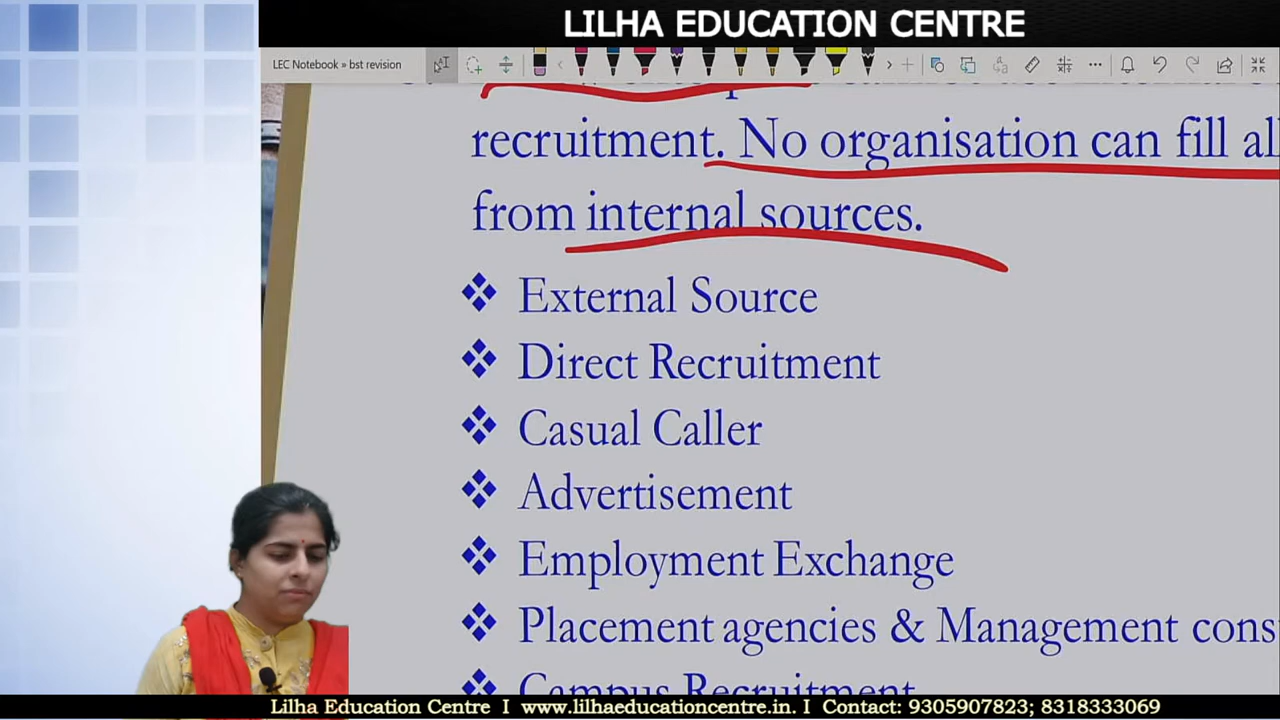 LILHA EDUCATION CENTRE
LEC Notebook » bst revision
recruitment. No organisation can fill al
from internal sources.
❖ External Source
❖ Direct Recruitment
❖ Casual Caller
❖ Advertisement
❖ Employment Exchange
❖ Placement agencies & Management cons
❖ Campus Recruitment
Lilha Education Centre I www.lilhaeducationcentre.in. I Contact: 9305907823; 8318333069